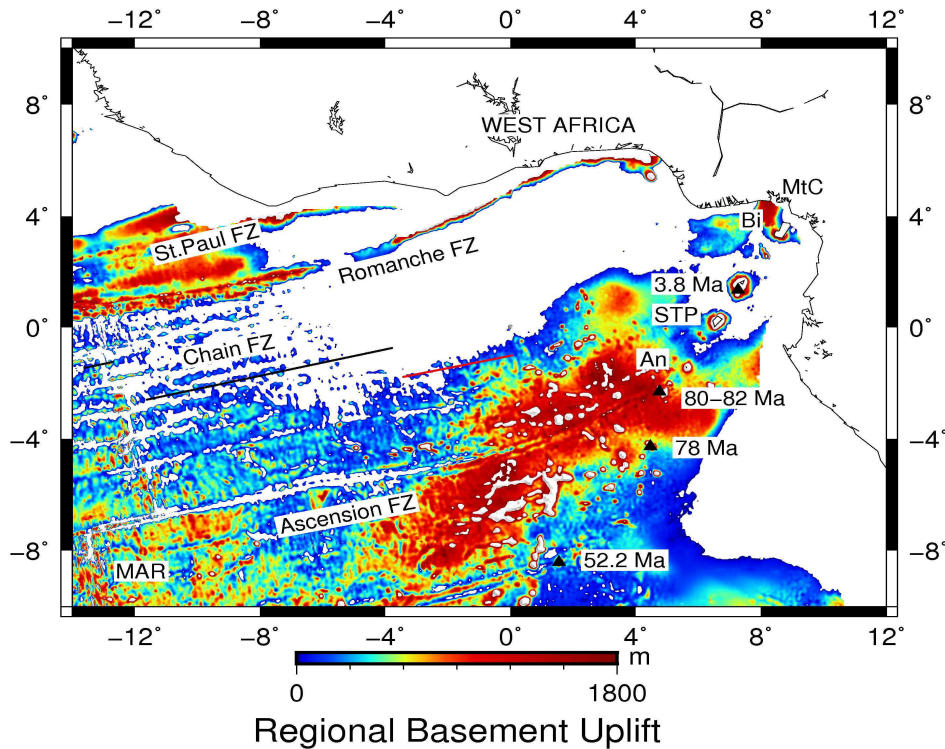 −12° −8° −4° 0° 4° 8° 12°
8°
8°
WEST AFRICA
MtC
4°
4°
Bi
St.Paul FZ
Romanche FZ
3.8 Ma
STP
0°
0°
Chain FZ
An
80−82 Ma
−4°
−4°
78 Ma
Ascension FZ
−8°
−8°
MAR
52.2 Ma
−12° −8° −4° 0° 4° 8° 12°
m
0 1800
Regional Basement Uplift